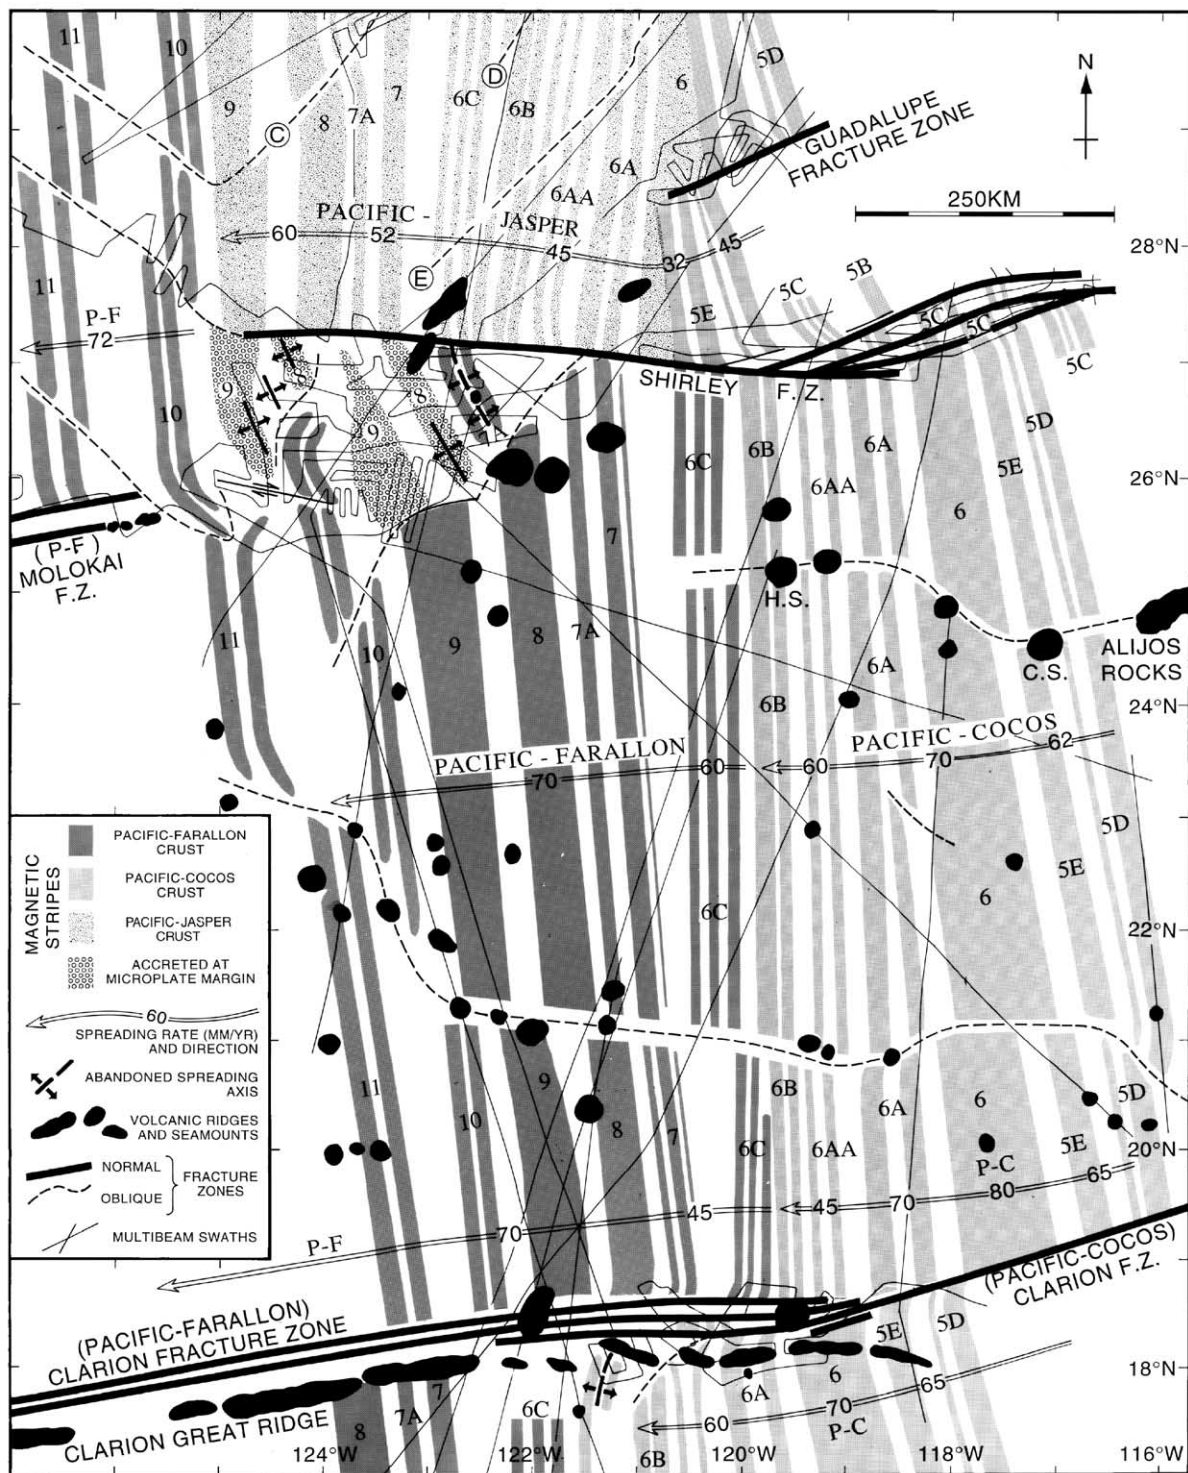 11
10
9
8
7A
7
6C
6B
6A
6AA
6
5D
C
D
E
N
GUADALUPE
FRACTURE ZONE
250KM
PACIFIC -
JASPER
60
52
45
32
45
28°N
11
P-F
72
10
5E
5C
5B
5C
5C
5C
SHIRLEY
F. Z.
9
8
9
8
6C
6B
6A
6AA
5D
5E
6
7
26°N
(P-F)
MOLOKAI
F.Z.
H.S.
C.S.
ALIJOS
ROCKS
11
10
9
8
7A
6A
6B
24°N
PACIFIC - FARALLON
70
60
PACIFIC - COCOS
60
70
62
5D
5E
6
6C
22°N
MAGNETIC
STRIPES
PACIFIC-FARALLON
CRUST
PACIFIC-COCOS
CRUST
PACIFIC-JASPER
CRUST
ACCRETED AT
MICROPLATE MARGIN
60
SPREADING RATE (MM/YR)
AND DIRECTION
ABANDONED SPREADING
AXIS
VOLCANIC RIDGES
AND SEAMOUNTS
NORMAL
OBLIQUE
FRACTURE
ZONES
MULTIBEAM SWATHS
11
10
9
8
7
6C
6B
6AA
6A
6
5E
5D
20°N
P-C
P-F
70
45
45
70
80
65
(PACIFIC-FARALLON)
CLARION FRACTURE ZONE
(PACIFIC-COCOS)
CLARION F.Z.
CLARION GREAT RIDGE
8
7A
7
6C
6B
6A
6
5E
5D
18°N
60
70
65
P-C
124°W
122°W
120°W
118°W
116°W